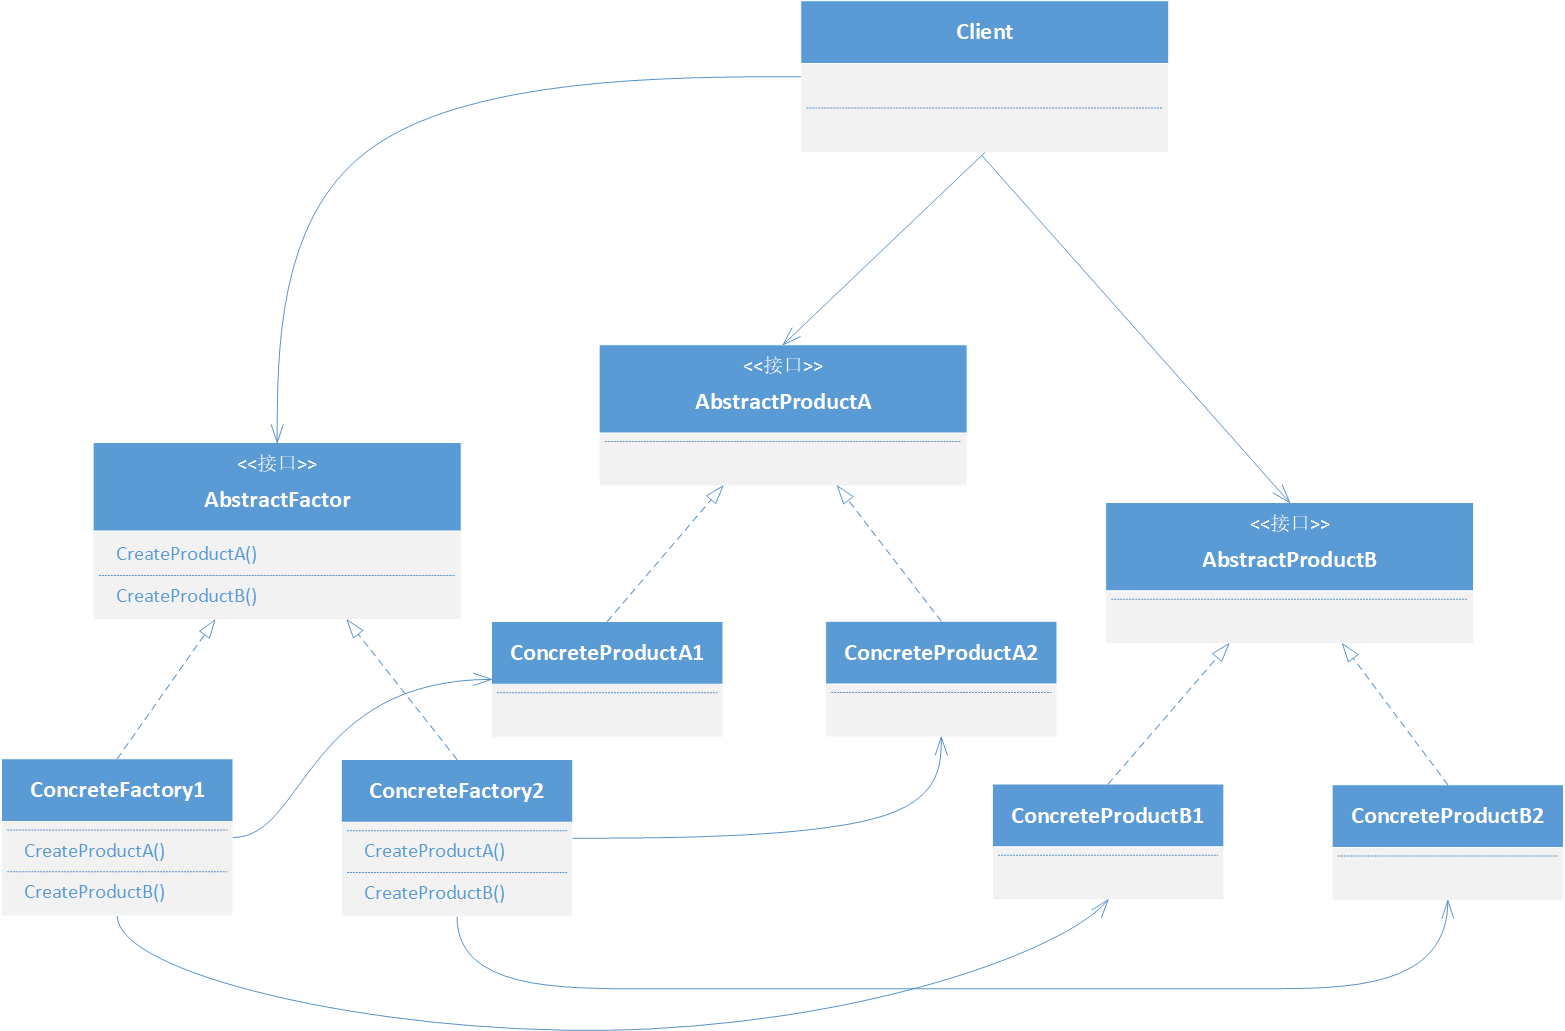 Client
<<接口>>
AbstractProductA
<<接口>>
AbstractFactor
CreateProductA()
CreateProductB()
<<接口>>
AbstractProductB
ConcreteProductA1
ConcreteProductA2
ConcreteFactory1
CreateProductA()
CreateProductB()
ConcreteFactory2
CreateProductA()
CreateProductB()
ConcreteProductB1
ConcreteProductB2